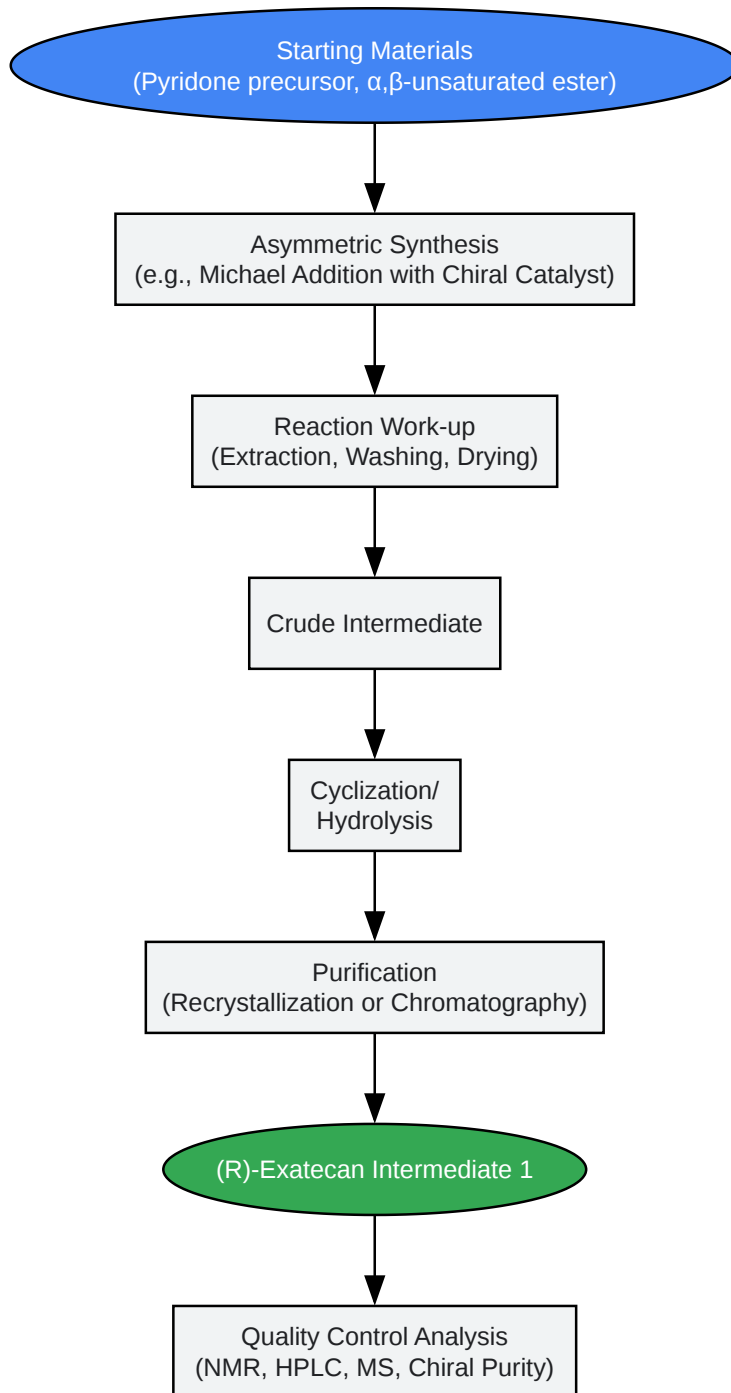 Starting Materials
(Pyridone precursor, α,β-unsaturated ester)
Asymmetric Synthesis
(e.g., Michael Addition with Chiral Catalyst)
Reaction Work-up
(Extraction, Washing, Drying)
Crude Intermediate
Cyclization/
Hydrolysis
Purification
(Recrystallization or Chromatography)
(R)-Exatecan Intermediate 1
Quality Control Analysis
(NMR, HPLC, MS, Chiral Purity)